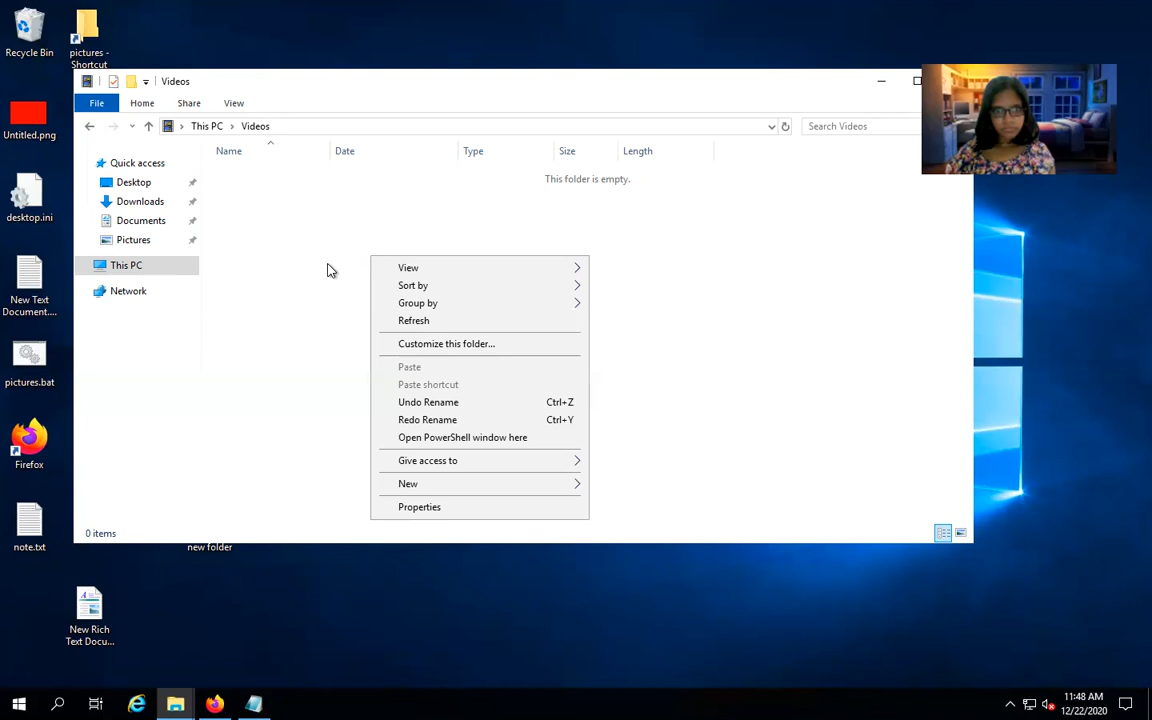 Recycle Bin
pictures -
Shortcut
Untitled.png
desktop.ini
New Text
Document....
pictures.bat
Firefox
note.txt
new folder
New Rich
Text Docu...
Videos
File
Home
Share
View
This PC
Videos
Search Videos
Name
Date
Type
Size
Length
This folder is empty.
Quick access
Desktop
Downloads
Documents
Pictures
This PC
Network
View
Sort by
Group by
Refresh
Customize this folder...
Paste
Paste shortcut
Undo Rename Ctrl+Z
Redo Rename Ctrl+Y
Open PowerShell window here
Give access to
New
Properties
0 items
11:48 AM
12/22/2020